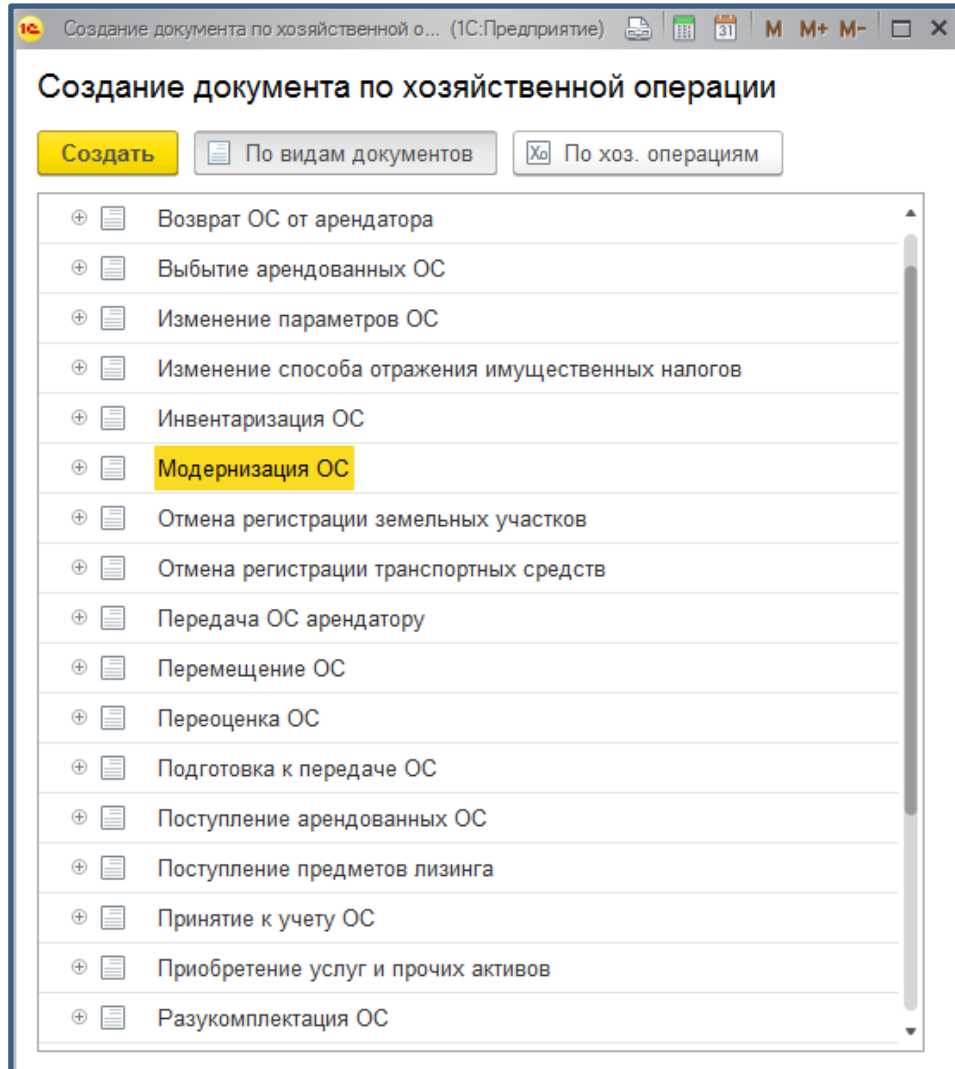 1С Создание документа по хозяйственной о... (1С:Предприятие) 31 M M+ M-
Создание документа по хозяйственной операции
Создать По видам документов Хо По хоз. операциям
Возврат ОС от арендатора
Выбытие арендованных ОС
Изменение параметров ОС
Изменение способа отражения имущественных налогов
Инвентаризация ОС
Модернизация ОС
Отмена регистрации земельных участков
Отмена регистрации транспортных средств
Передача ОС арендатору
Перемещение ОС
Переоценка ОС
Подготовка к передаче ОС
Поступление арендованных ОС
Поступление предметов лизинга
Принятие к учету ОС
Приобретение услуг и прочих активов
Разукомплектация ОС